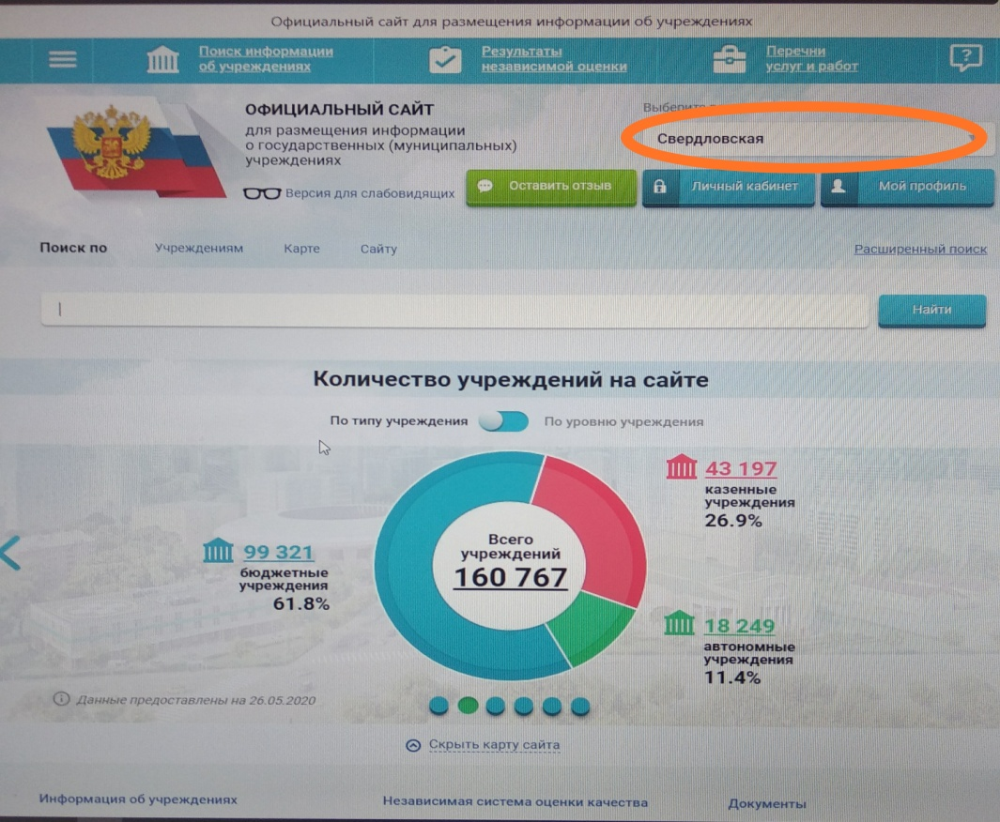 Официальный сайт для размещения информации об учреждениях
Поиск информации
об учреждениях
Результаты
независимой оценки
Перечни
услуг и работ
?
ОФИЦИАЛЬНЫЙ САЙТ
для размещения информации
о государственных (муниципальных)
учреждениях
Версия для слабовидящих
Выберите
Свердловская
Оставить отзыв
Личный кабинет
Мой профиль
Поиск по
Учреждениям
Карте
Сайту
Расширенный поиск
Найти
Количество учреждений на сайте
По типу учреждения
По уровню учреждения
43 197
казенные
учреждения
26.9%
Всего
учреждений
160 767
99 321
бюджетные
учреждения
61.8%
18 249
автономные
учреждения
11.4%
Данные предоставлены на 26.05.2020
Скрыть карту сайта
Информация об учреждениях
Независимая система оценки качества
Документы